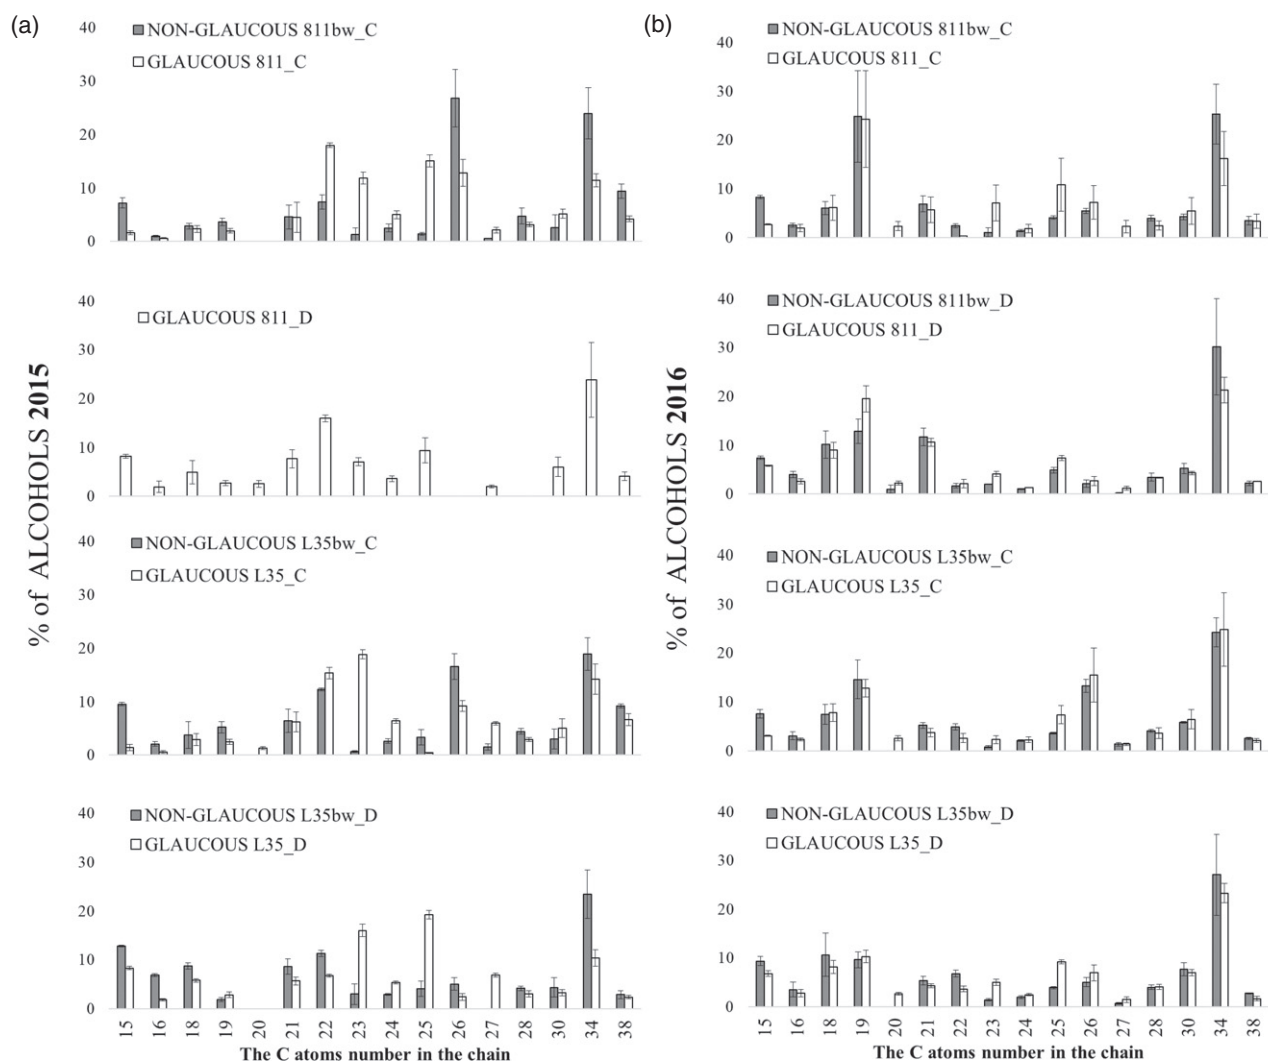 (a)
% of ALCOHOLS 2015
40
30
20
10
0
NON-GLAUCOUS 811bw_C
GLAUCOUS 811_C
40
30
20
10
0
GLAUCOUS 811_D
40
30
20
10
0
NON-GLAUCOUS L35bw_C
GLAUCOUS L35_C
40
30
20
10
0
NON-GLAUCOUS L35bw_D
GLAUCOUS L35_D
15 16 18 19 20 21 22 23 24 25 26 27 28 30 34 38
The C atoms number in the chain
(b)
% of ALCOHOLS 2016
40
30
20
10
0
NON-GLAUCOUS 811bw_C
GLAUCOUS 811_C
40
30
20
10
0
NON-GLAUCOUS 811bw_D
GLAUCOUS 811_D
40
30
20
10
0
NON-GLAUCOUS L35bw_C
GLAUCOUS L35_C
40
30
20
10
0
NON-GLAUCOUS L35bw_D
GLAUCOUS L35_D
15 16 18 19 20 21 22 23 24 25 26 27 28 30 34 38
The C atoms number in the chain